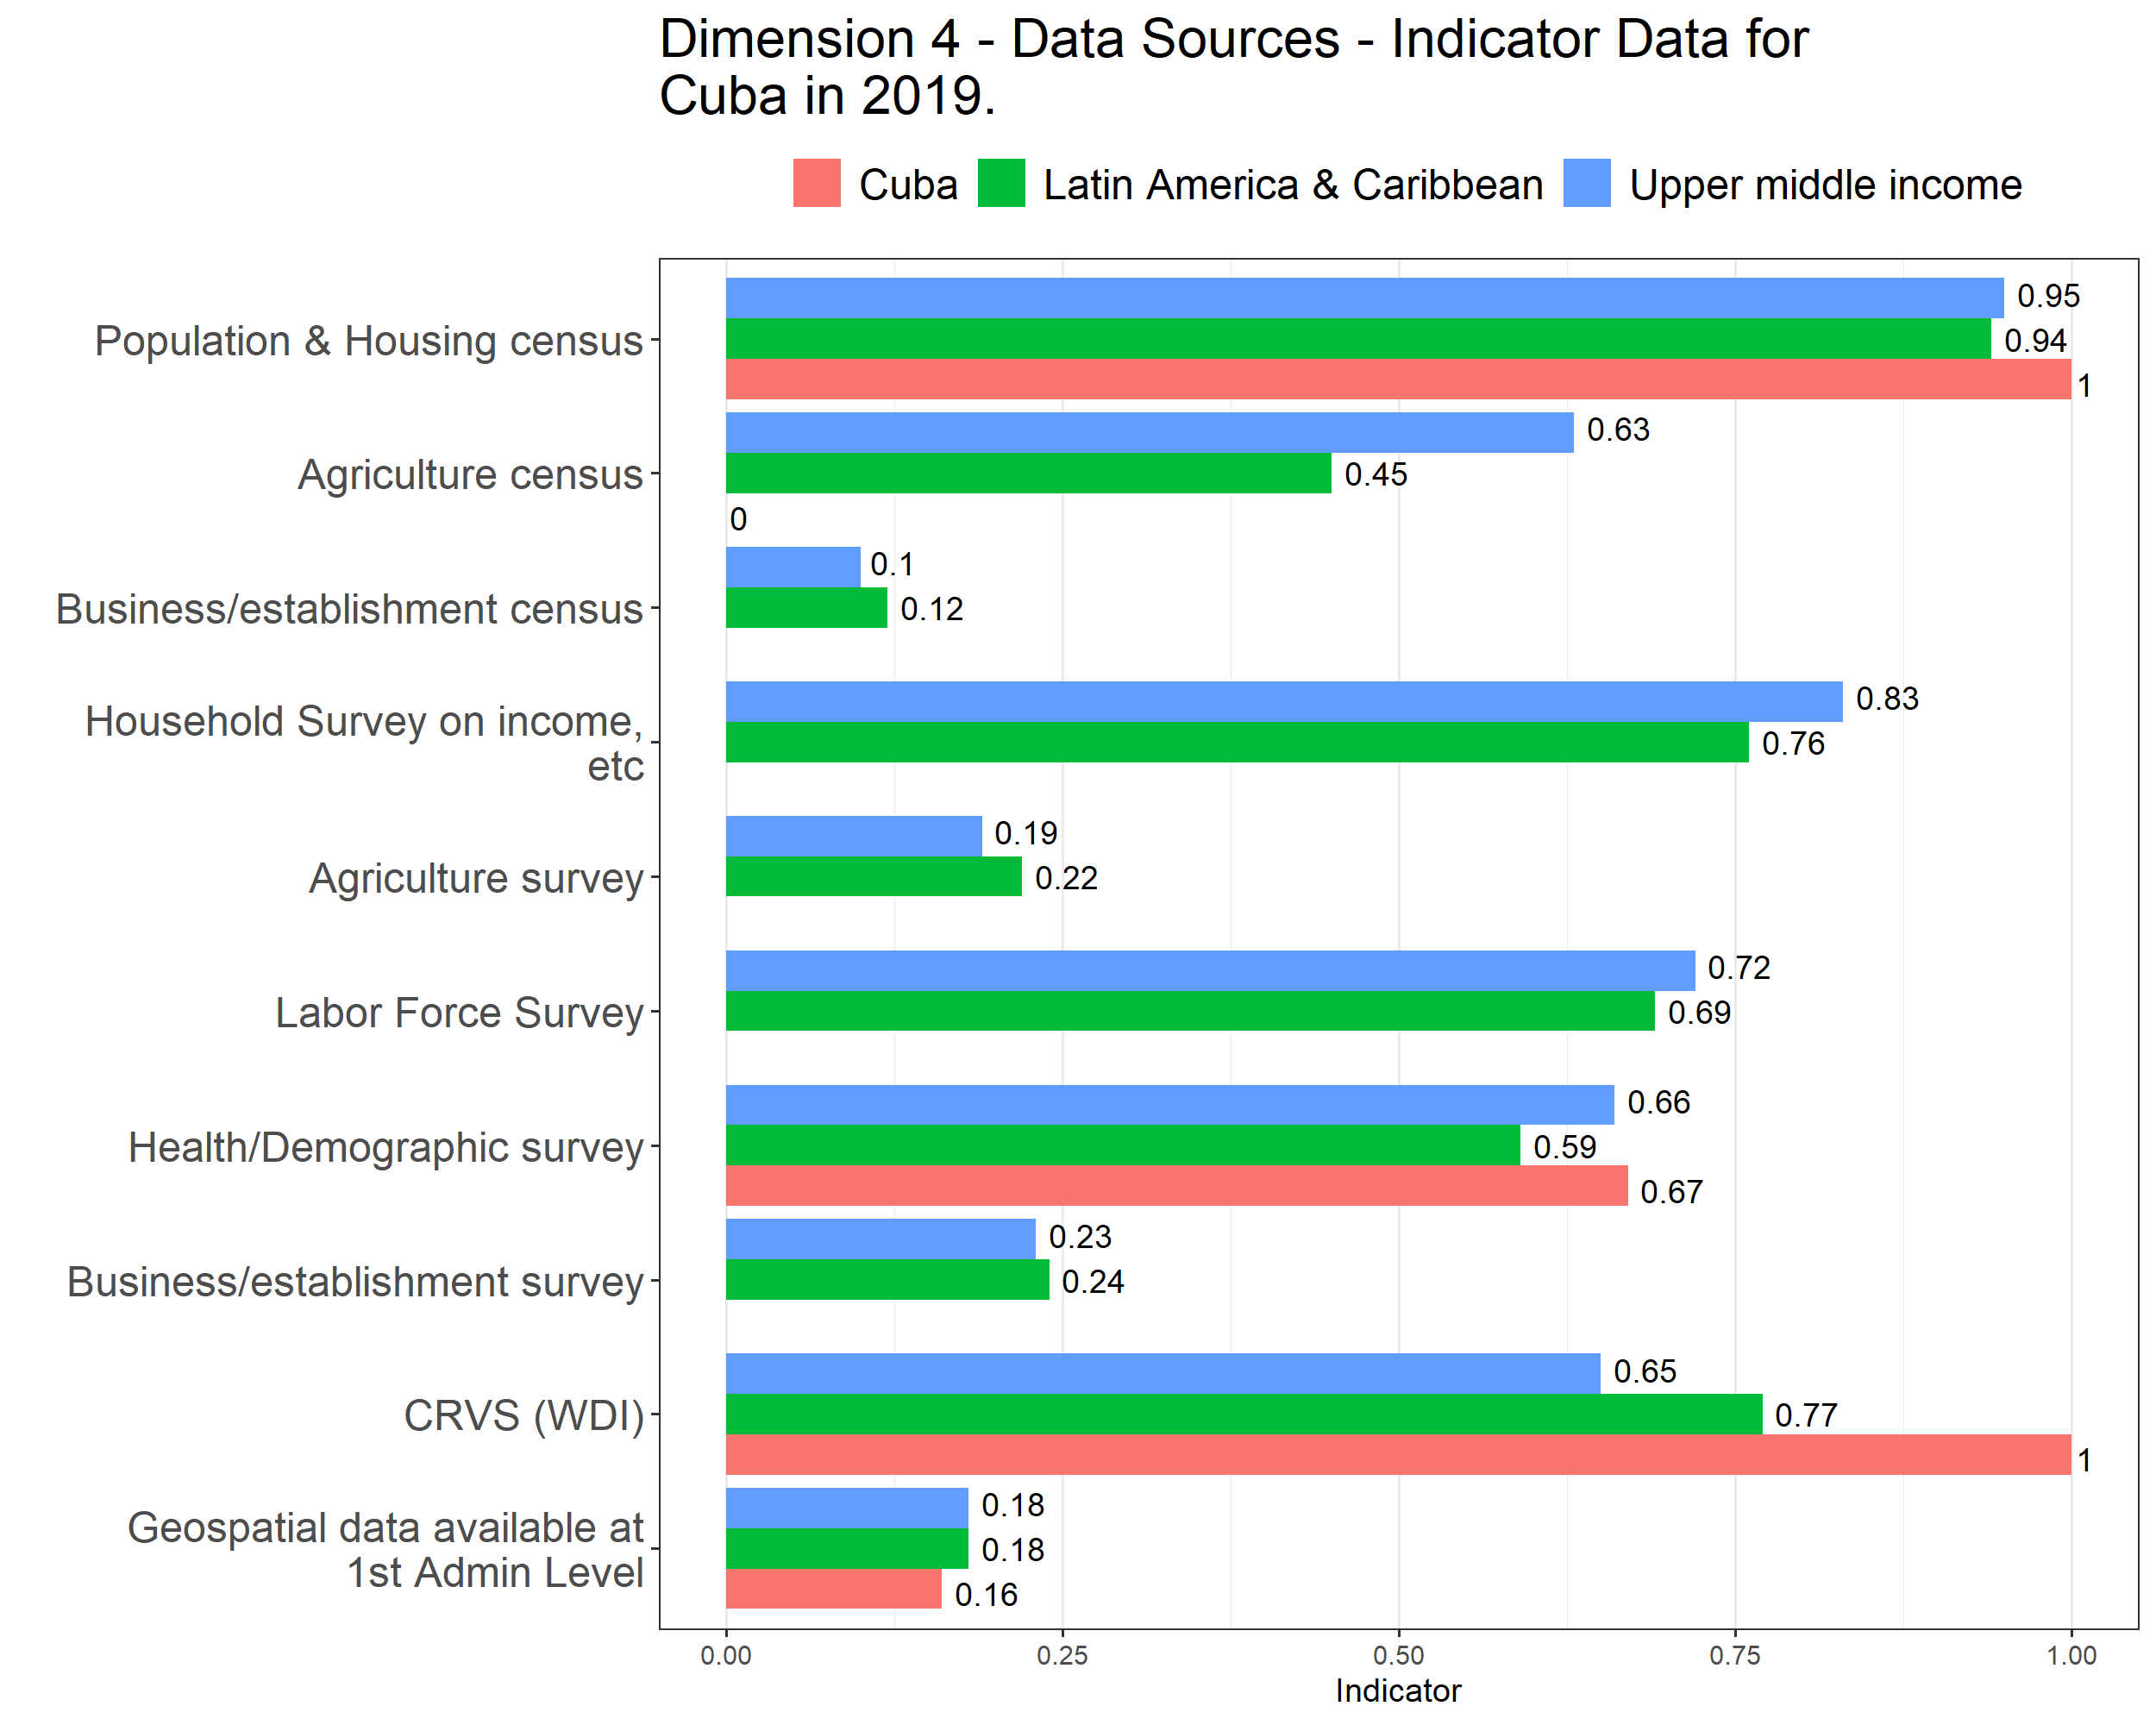 Dimension 4 - Data Sources - Indicator Data for
Cuba in 2019.
Cuba
Latin America & Caribbean
Upper middle income
Population & Housing census
0.95
0.94
1
Agriculture census
0.63
0.45
0
Business/establishment census
0.1
0.12
Household Survey on income,
etc
0.83
0.76
Agriculture survey
0.19
0.22
Labor Force Survey
0.72
0.69
Health/Demographic survey
0.66
0.59
0.67
Business/establishment survey
0.23
0.24
CRVS (WDI)
0.65
0.77
1
Geospatial data available at
1st Admin Level
0.18
0.18
0.16
0.00
0.25
0.50
0.75
1.00
Indicator